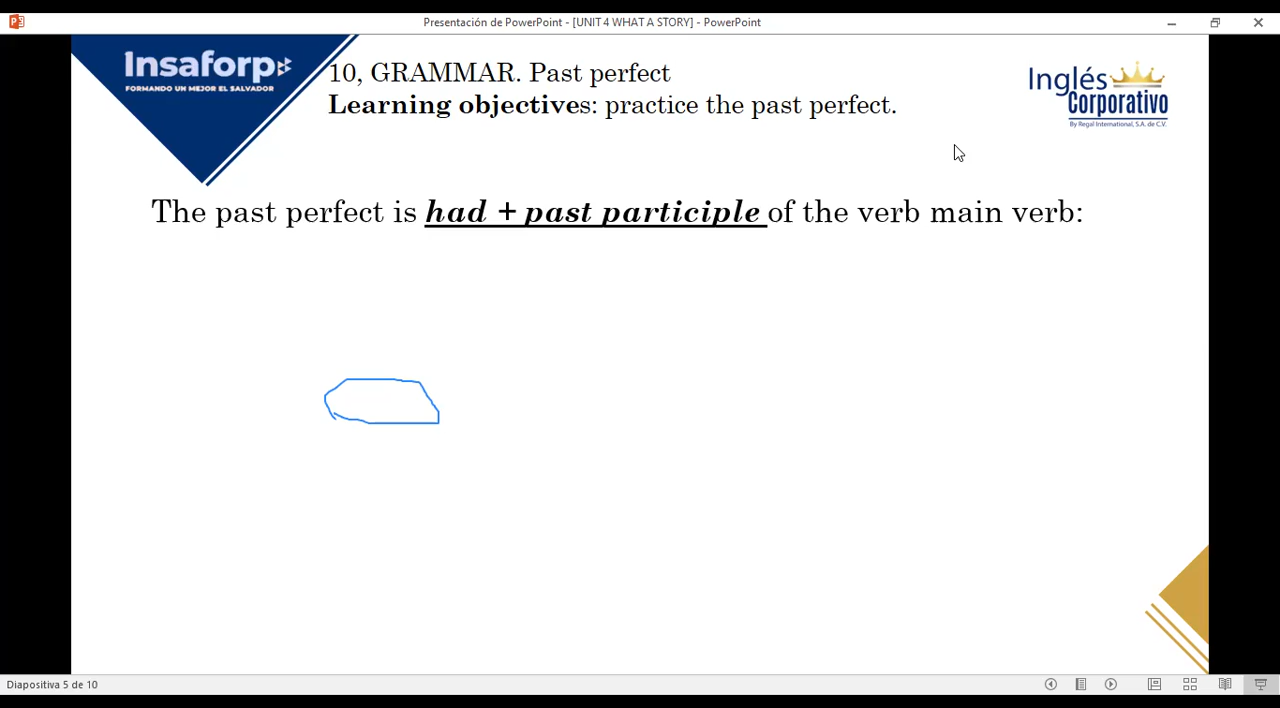 Presentación de PowerPoint - [UNIT 4 WHAT A STORY] - PowerPoint
Insaforp
FORMANDO UN MEJOR EL SALVADOR
10, GRAMMAR. Past perfect
Learning objectives: practice the past perfect.
Inglés
Corporativo
By Regal International, S.A. de C.V.
The past perfect is had + past participle of the verb main verb:
Diapositiva 5 de 10